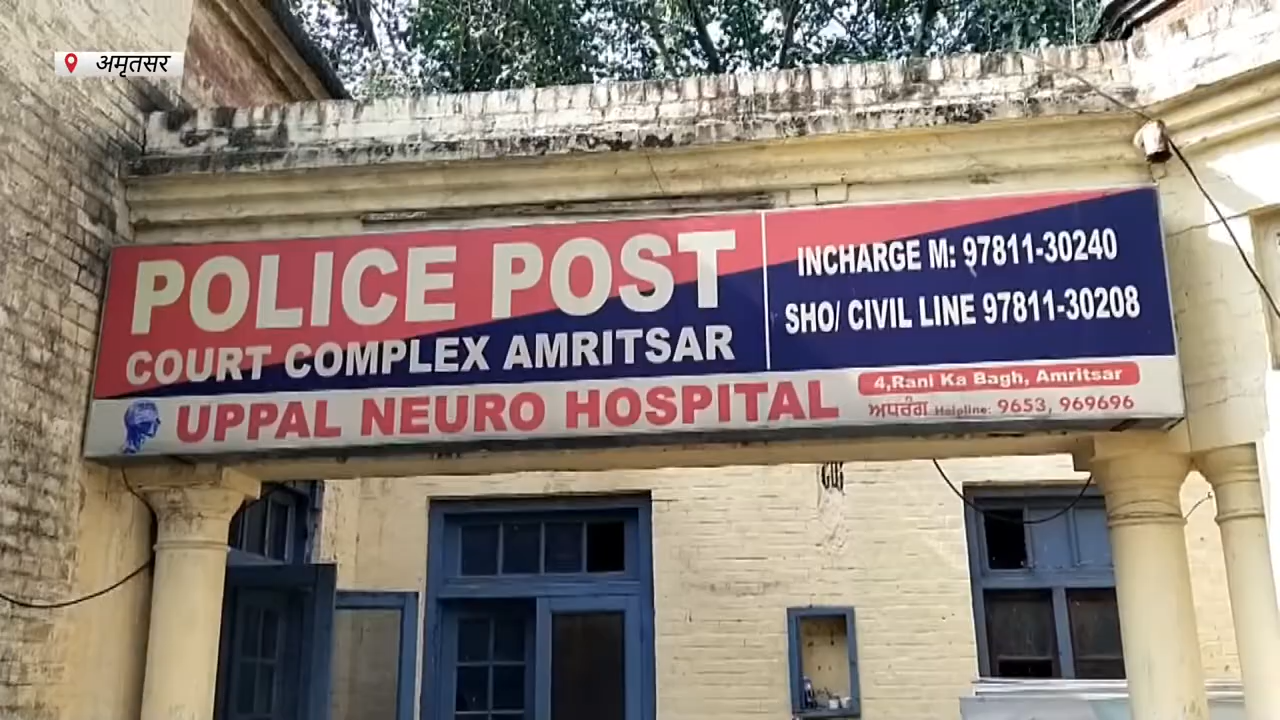 अमृतसर
POLICE POST
COURT COMPLEX AMRITSAR
INCHARGE M: 97811-30240
SHO/ CIVIL LINE 97811-30208
UPPAL NEURO HOSPITAL
4,Rani Ka Bagh, Amritsar
ਅਧਰੰਗ Helpline: 9653, 969696